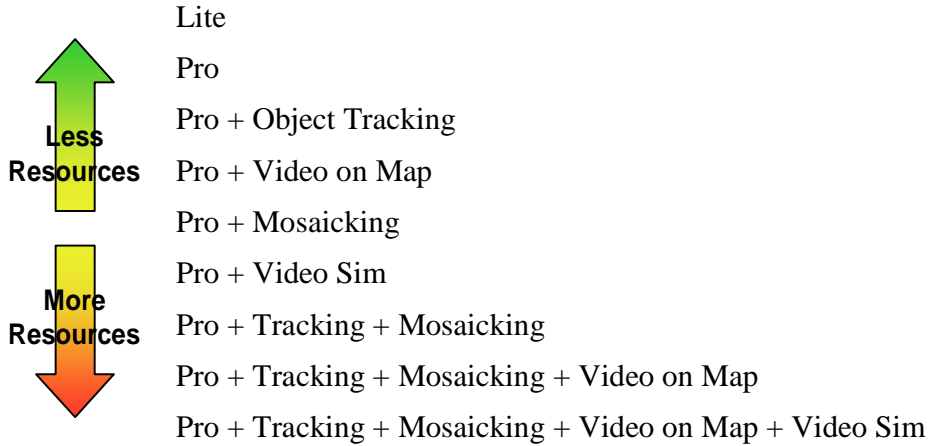 Lite
Pro
Pro + Object Tracking
Less
Resources
Pro + Video on Map
Pro + Mosaicking
Pro + Video Sim
More
Resources
Pro + Tracking + Mosaicking
Pro + Tracking + Mosaicking + Video on Map
Pro + Tracking + Mosaicking + Video on Map + Video Sim